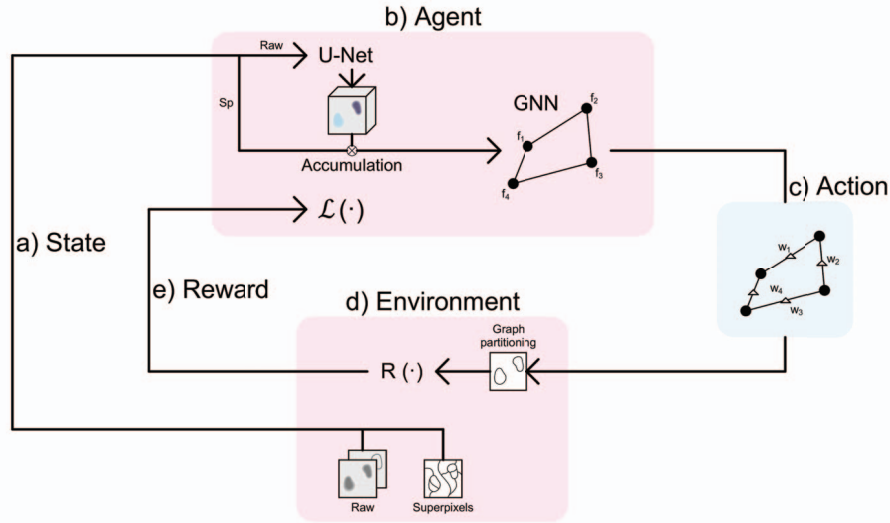 b) Agent
Raw
U-Net
Sp
Accumulation
GNN
f₁
f₂
f₃
f₄
ℒ(·)
a) State
c) Action
w₁
w₂
w₄
w₃
e) Reward
d) Environment
Graph
partitioning
R (·)
Raw
Superpixels